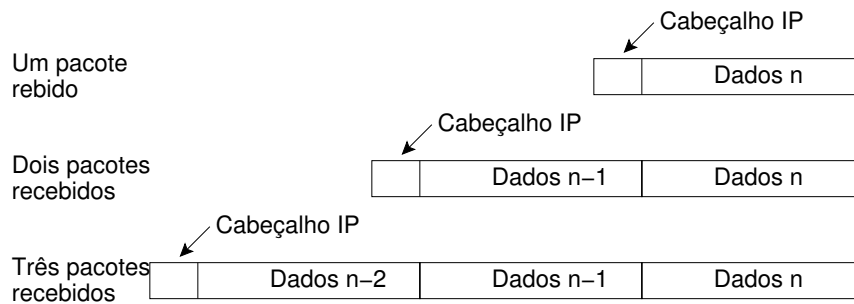 Cabeçalho IP
Um pacote
rebido
Dados n
Cabeçalho IP
Dois pacotes
recebidos
Dados n−1
Dados n
Cabeçalho IP
Três pacotes
recebidos
Dados n−2
Dados n−1
Dados n